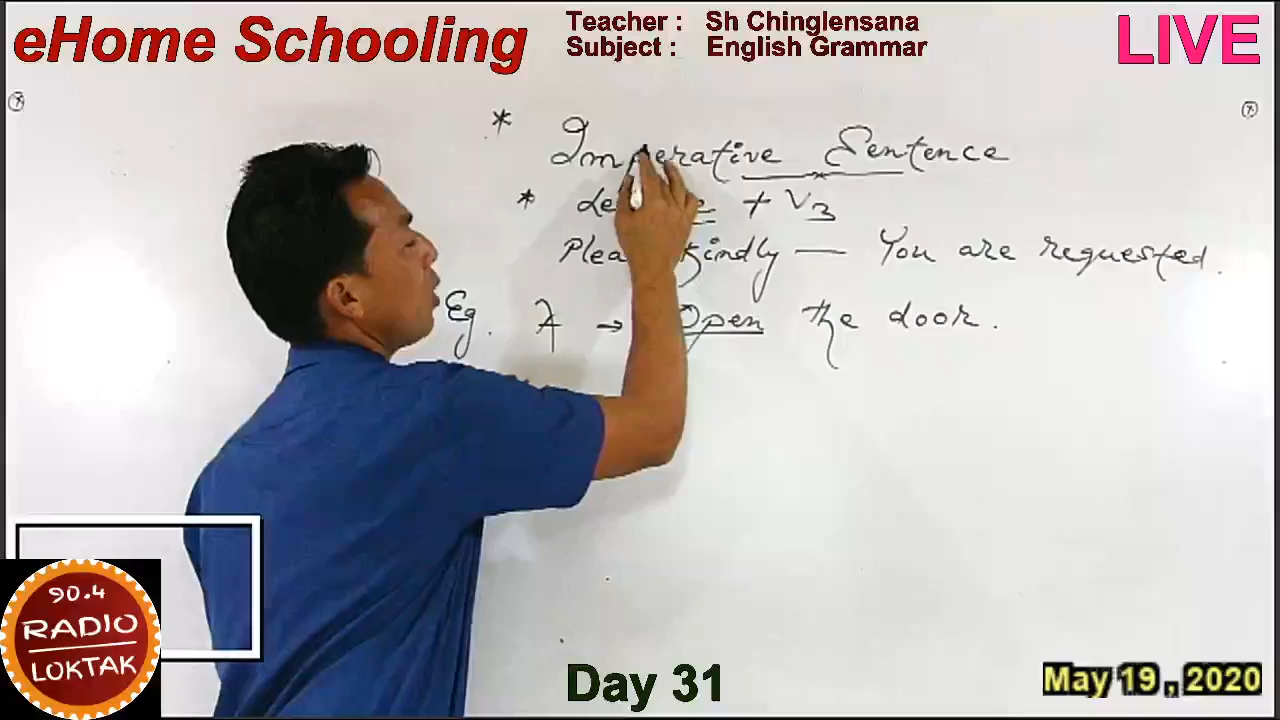 eHome Schooling
Teacher : Sh Chinglensana
Subject : English Grammar
LIVE
* Imperative Sentence
* + V3
Kindly — You are requested.
Eg. A → Open the door.
90.4
RADIO
LOKTAK
Day 31
May 19 , 2020